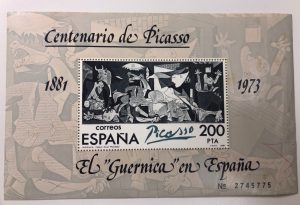 Centenario de Picasso
1881 1973
correos
ESPAÑA Picasso 200
PTA
El "Guernica" en España
Nº 2745775